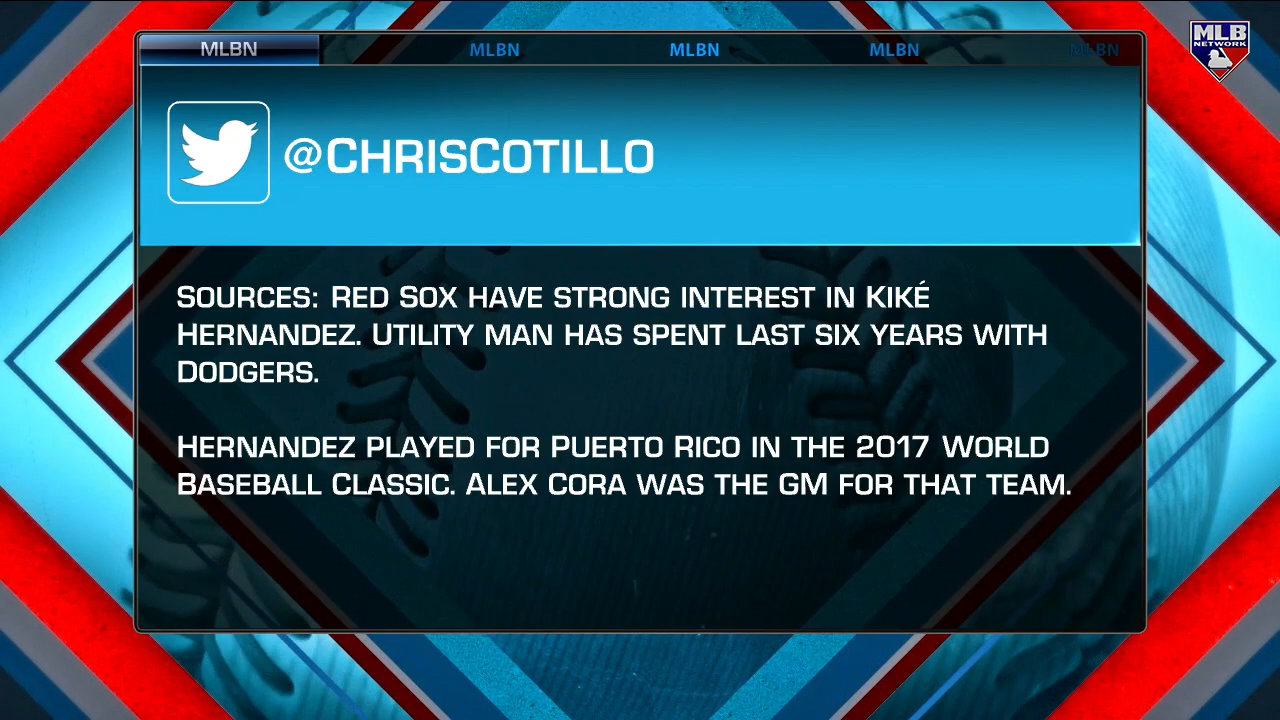 MLBN MLBN MLBN MLBN MLBN
MLB
NETWORK
@CHRISCOTILLO
SOURCES: RED SOX HAVE STRONG INTEREST IN KIKÉ
HERNANDEZ. UTILITY MAN HAS SPENT LAST SIX YEARS WITH
DODGERS.
HERNANDEZ PLAYED FOR PUERTO RICO IN THE 2017 WORLD
BASEBALL CLASSIC. ALEX CORA WAS THE GM FOR THAT TEAM.